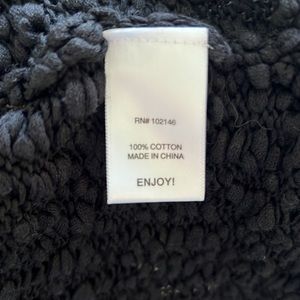 RN# 102146
100% COTTON
MADE IN CHINA
ENJOY!